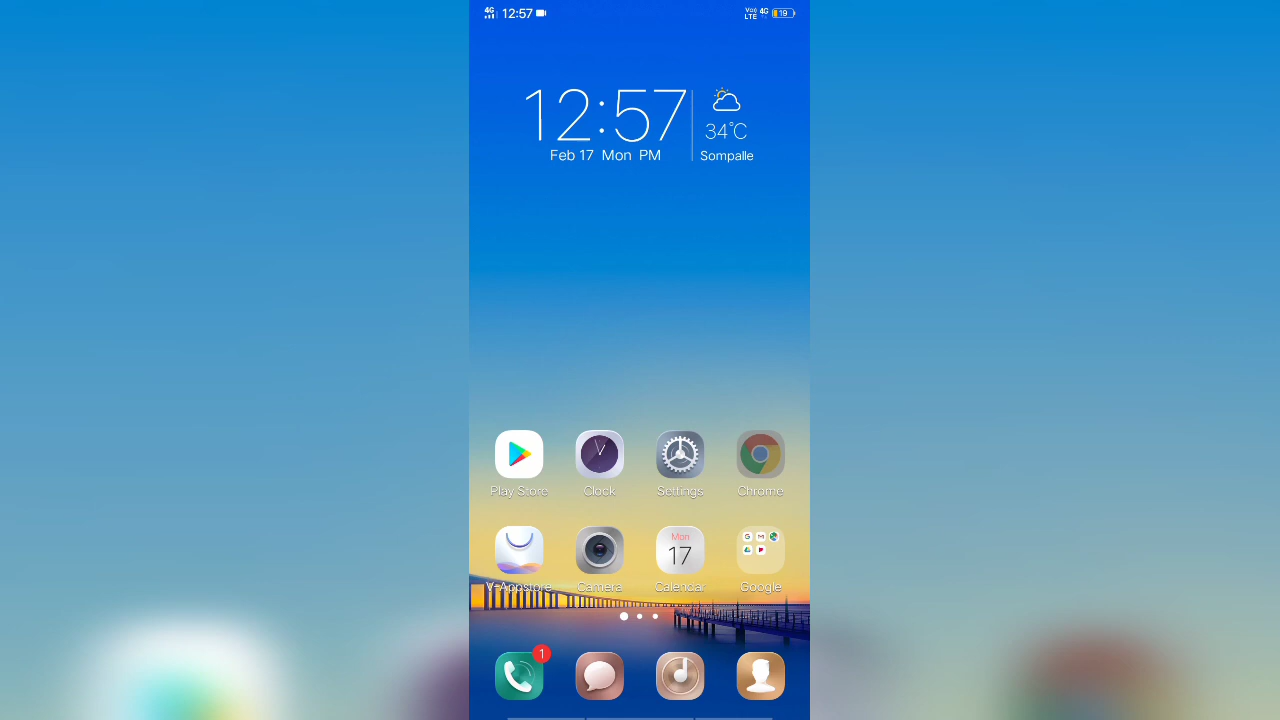 4G 12:57 Vo) 4G LTE 19
12:57
34°C
Feb 17 Mon PM Sompalle
Play Store Clock Settings Chrome
Mon
17
G M
V-Appstore Camera Calendar Google
1